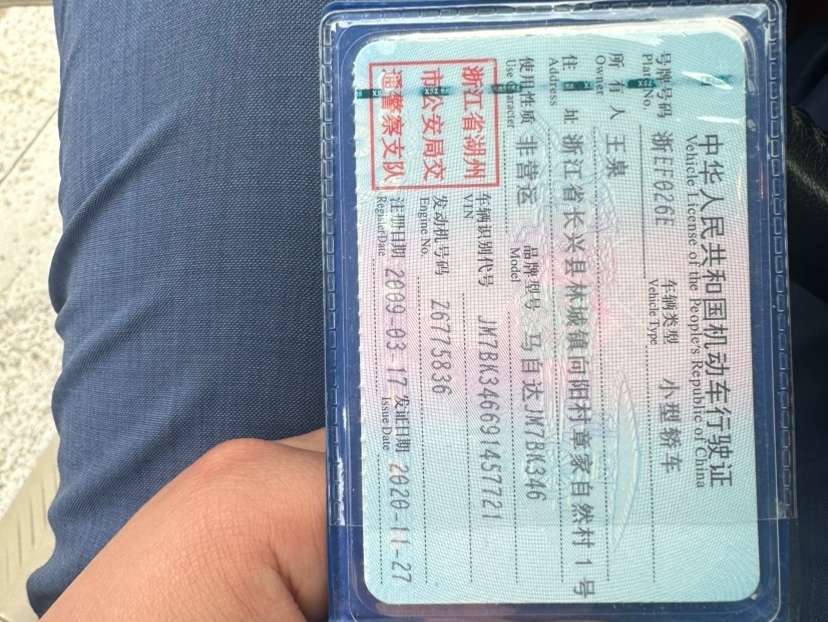 中华人民共和国机动车行驶证
Vehicle License of the People's Republic of China
号牌号码 浙EF026E 车辆类型 小型轿车
Plate No. Vehicle Type
所有人 王泉
Owner
住址 浙江省长兴县林城镇向阳村章家自然村1号
Address
使用性质 非营运 品牌型号 马自达JM7BK346
Use Character Model
浙江省湖州
市公安局交
通警察支队
车辆识别代号 JM7BK346691457721
VIN
发动机号码 Z6775836
Engine No.
注册日期 2009-03-17 发证日期 2020-11-27
Register Date Issue Date